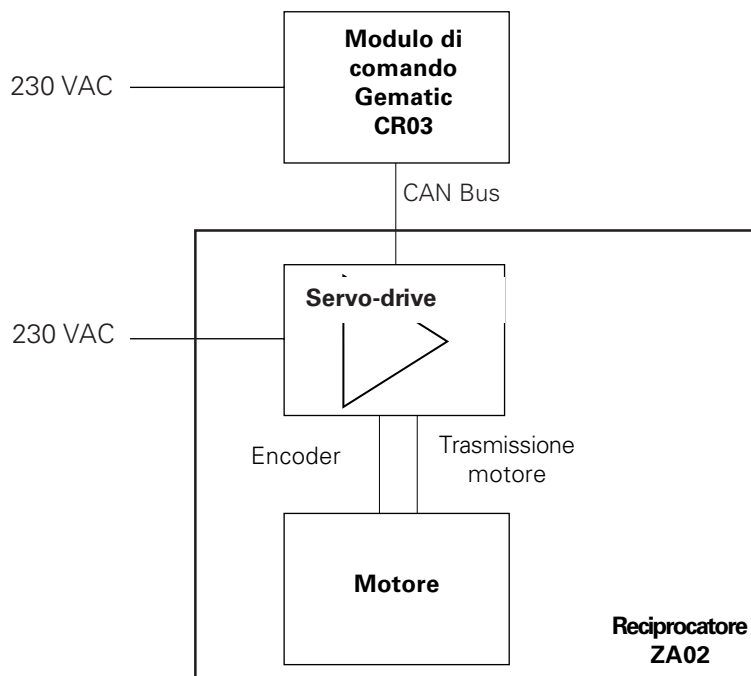 Modulo di
comando
Gematic
CR03
230 VAC
CAN Bus
Servo-drive
230 VAC
Encoder
Trasmissione
motore
Motore
Reciprocatore
ZA02